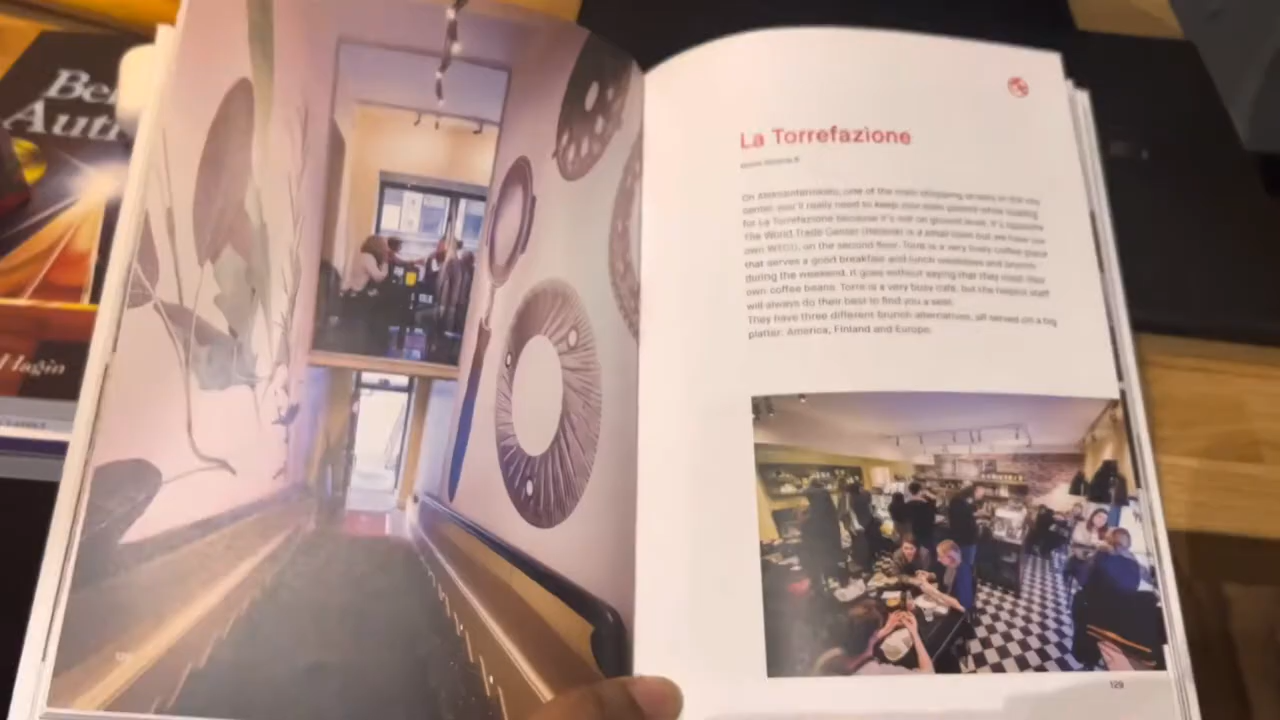 Bel
Auth
Hagin
La Torrefazione
On Aleksanterinkatu, one of the main shopping streets in the city
center, you'll really need to keep your eyes peeled while looking
for La Torrefazione because it's not on ground level. It's opposite
The World Trade Center (Helsinki is a small town but we have our
own WTC!), on the second floor. Torre is a very busy coffee place
that serves a good breakfast and lunch weekdays and brunch
during the weekend. It goes without saying that they roast their
own coffee beans. Torre is a very busy cafe, but the helpful staff
will always do their best to find you a seat.
They have three different brunch alternatives, all served on a big
platter: America, Finland and Europe.
129